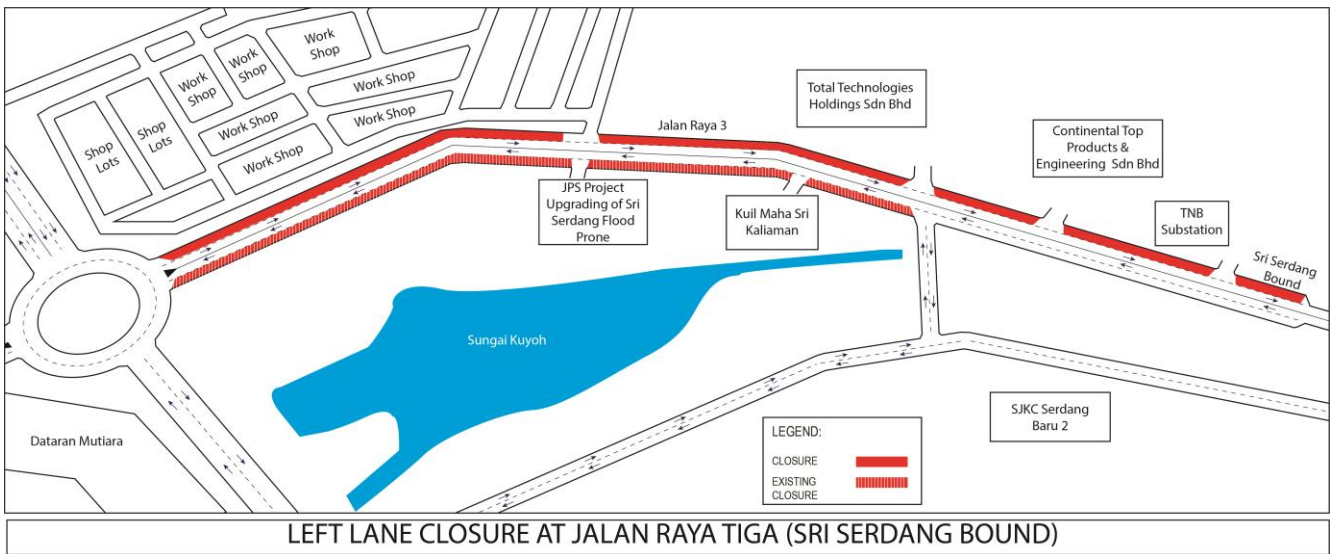 Work
Shop
Work
Shop
Work
Shop
Work Shop
Work Shop
Work Shop
Work Shop
Shop
Lots
Shop
Lots
Total Technologies
Holdings Sdn Bhd
Jalan Raya 3
Continental Top
Products &
Engineering Sdn Bhd
TNB
Substation
Sri Serdang
Bound
JPS Project
Upgrading of Sri
Serdang Flood
Prone
Kuil Maha Sri
Kaliaman
Sungai Kuyoh
Dataran Mutiara
SJKC Serdang
Baru 2
LEGEND:
CLOSURE
EXISTING
CLOSURE
LEFT LANE CLOSURE AT JALAN RAYA TIGA (SRI SERDANG BOUND)